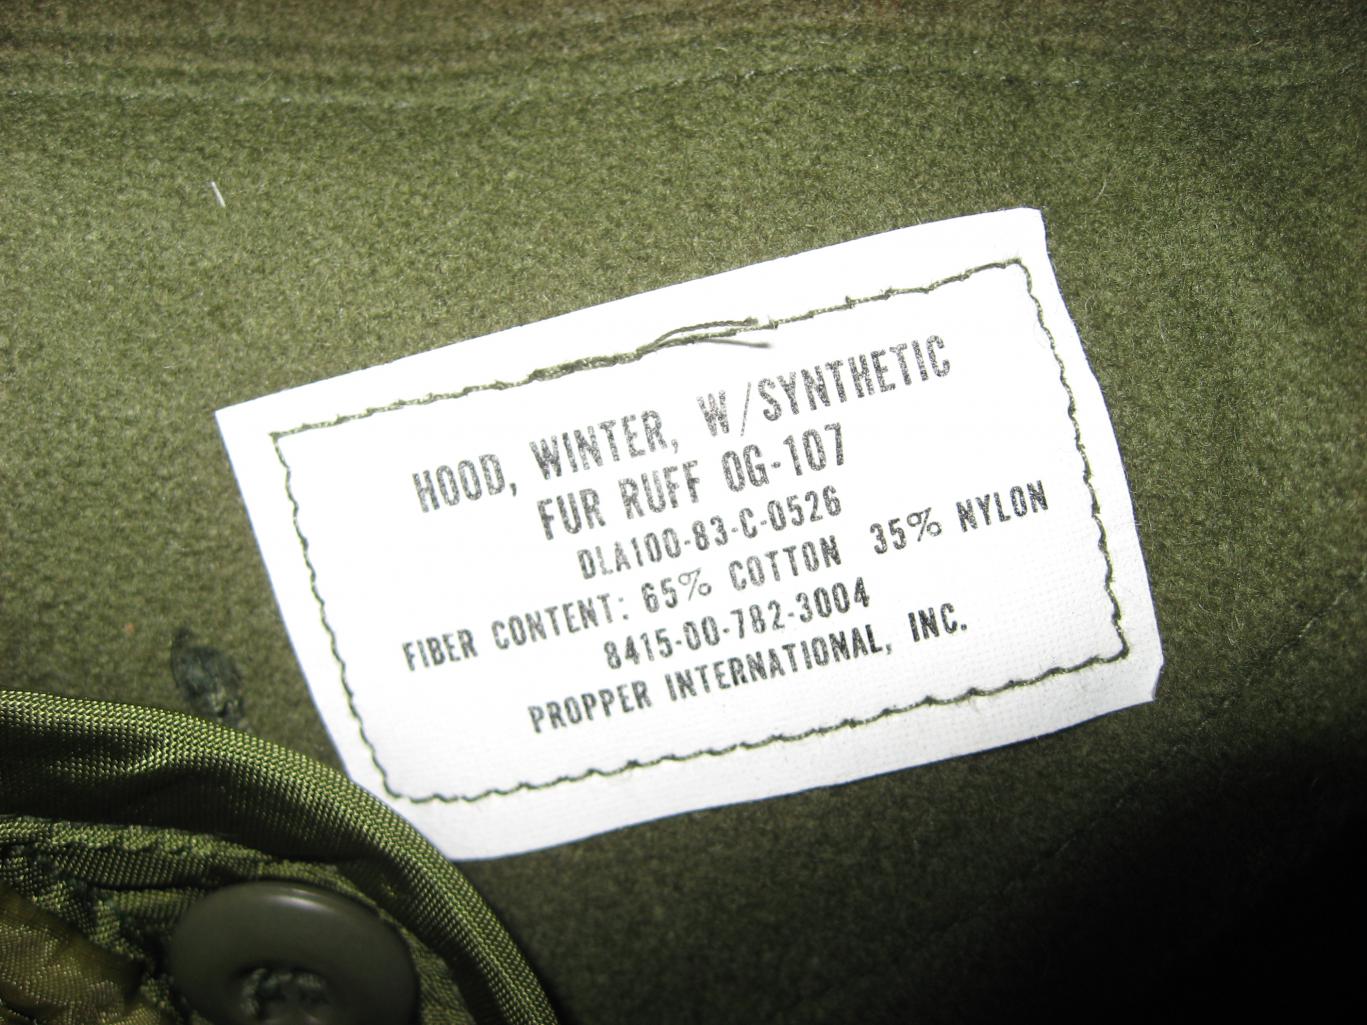 HOOD, WINTER, W/SYNTHETIC
FUR RUFF OG-107
DLA100-83-C-0526
FIBER CONTENT: 65% COTTON 35% NYLON
8415-00-782-3004
PROPPER INTERNATIONAL, INC.